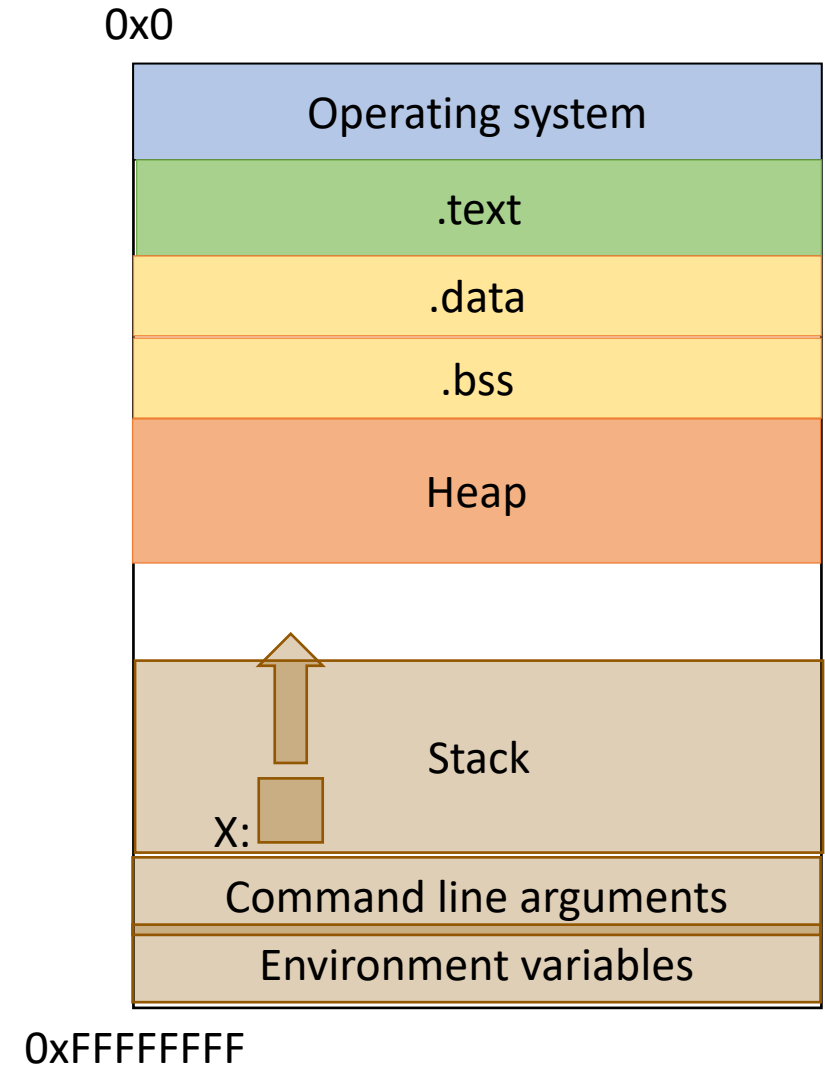 0x0
Operating system
.text
.data
.bss
Heap
Stack
X:
Command line arguments
Environment variables
0xFFFFFFFF